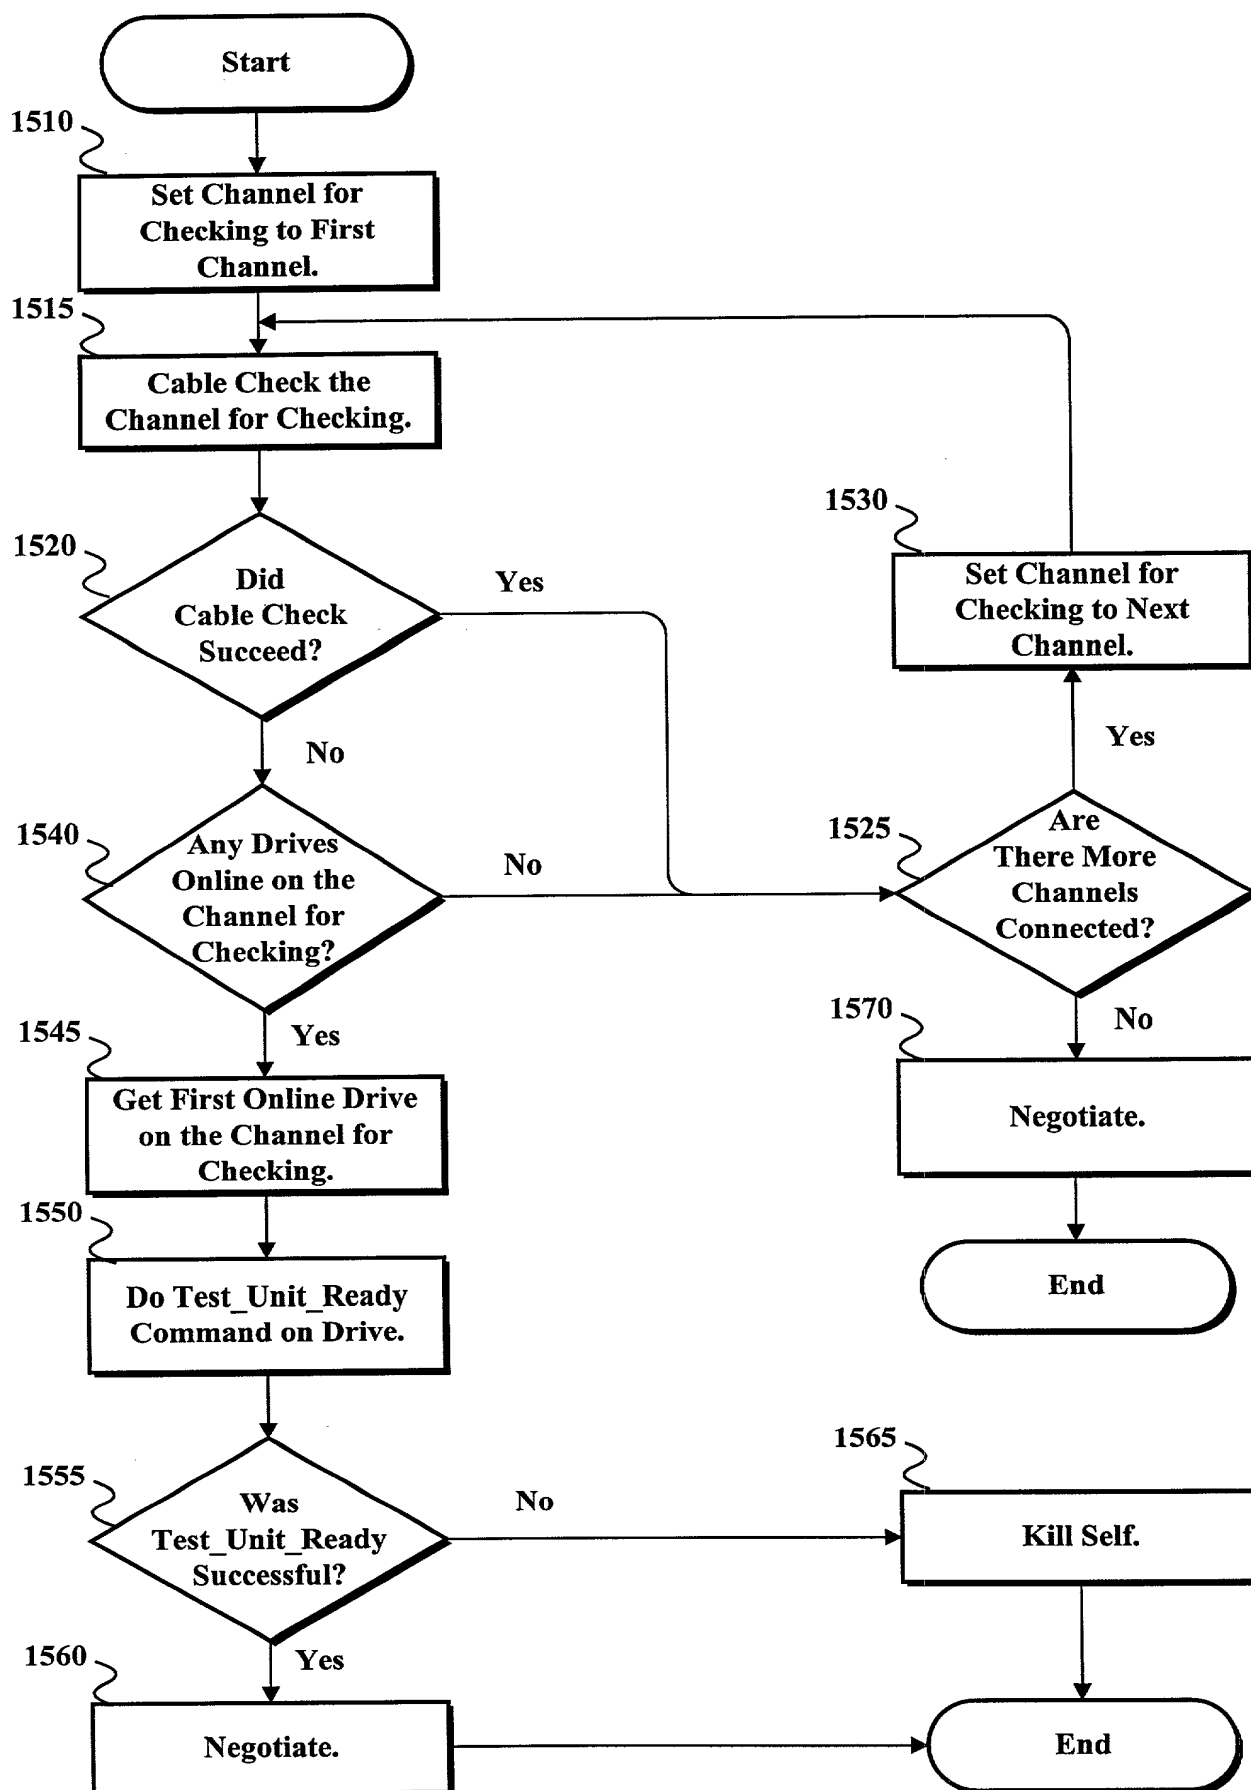 Start
1510
Set Channel for
Checking to First
Channel.
1515
Cable Check the
Channel for Checking.
1520
Did
Cable Check
Succeed?
Yes
No
1530
Set Channel for
Checking to Next
Channel.
Yes
1540
Any Drives
Online on the
Channel for
Checking?
No
Yes
1525
Are
There More
Channels
Connected?
No
1545
Get First Online Drive
on the Channel for
Checking.
1570
Negotiate.
1550
Do Test_Unit_Ready
Command on Drive.
End
1555
Was
Test_Unit_Ready
Successful?
No
Yes
1565
Kill Self.
1560
Negotiate.
End